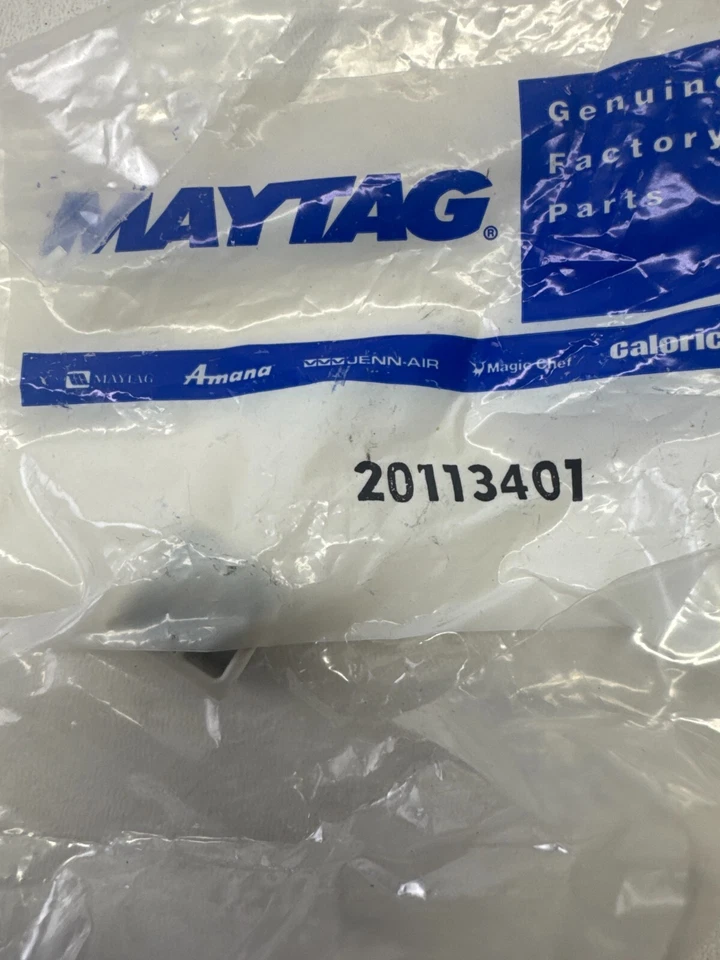 Genuine
Factory
Parts
MAYTAG®
MAYTAG Amana JENN-AIR Magic Chef Caloric
20113401